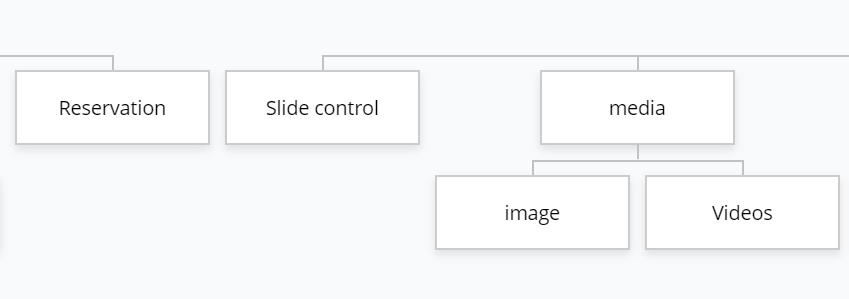 Reservation
Slide control
media
image
Videos